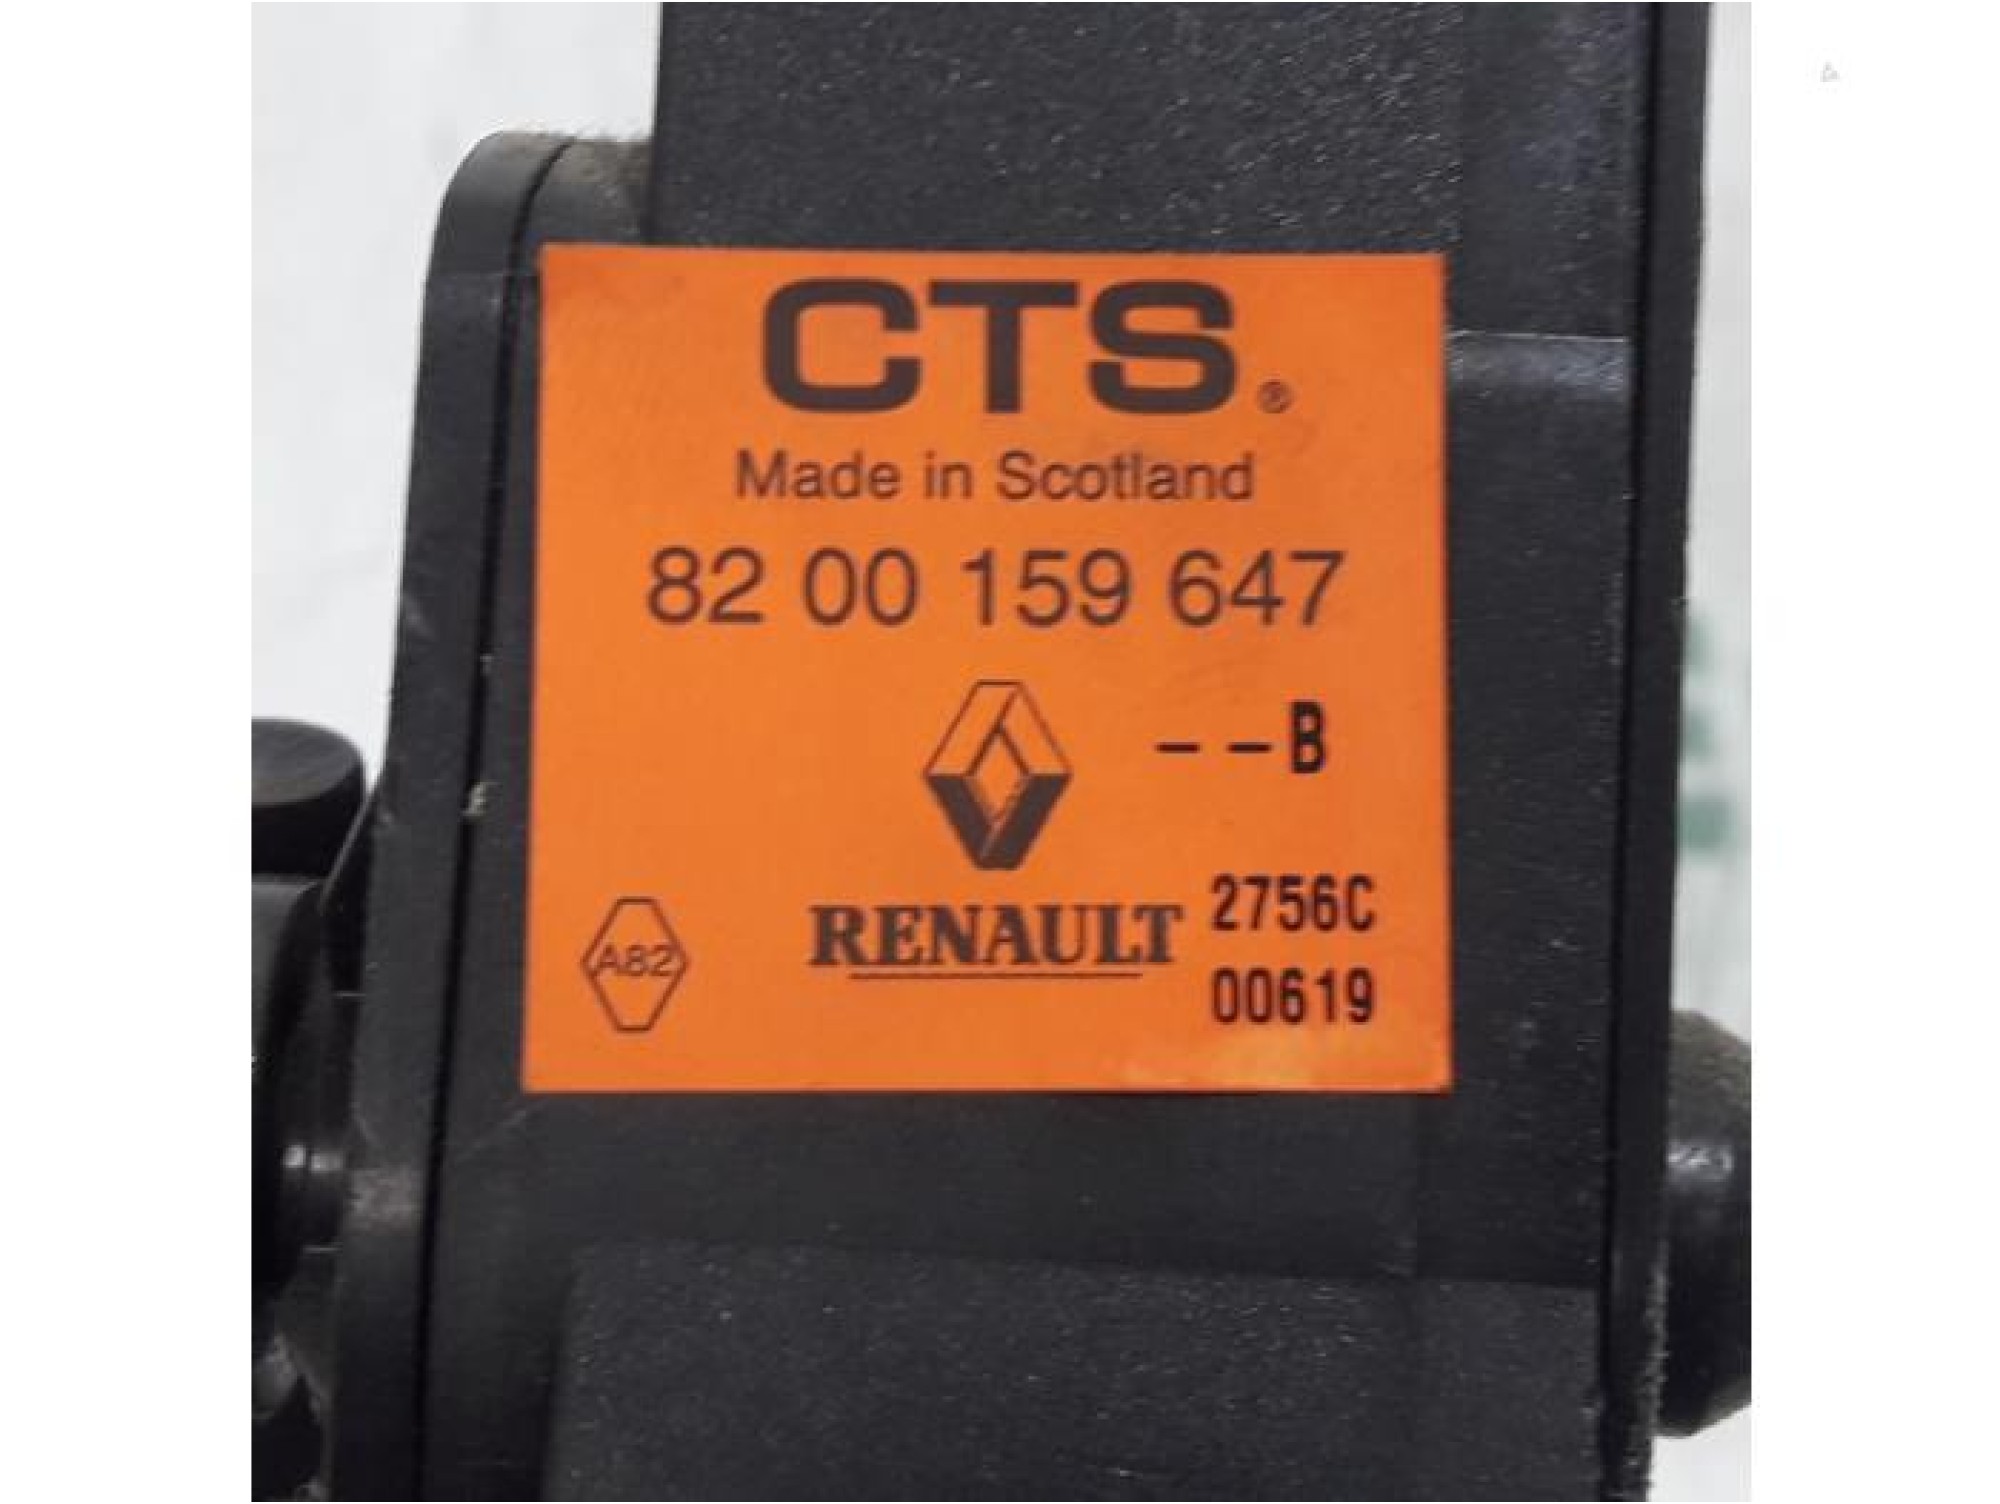 CTS®
Made in Scotland
82 00 159 647
--B
RENAULT
2756C
A82
00619